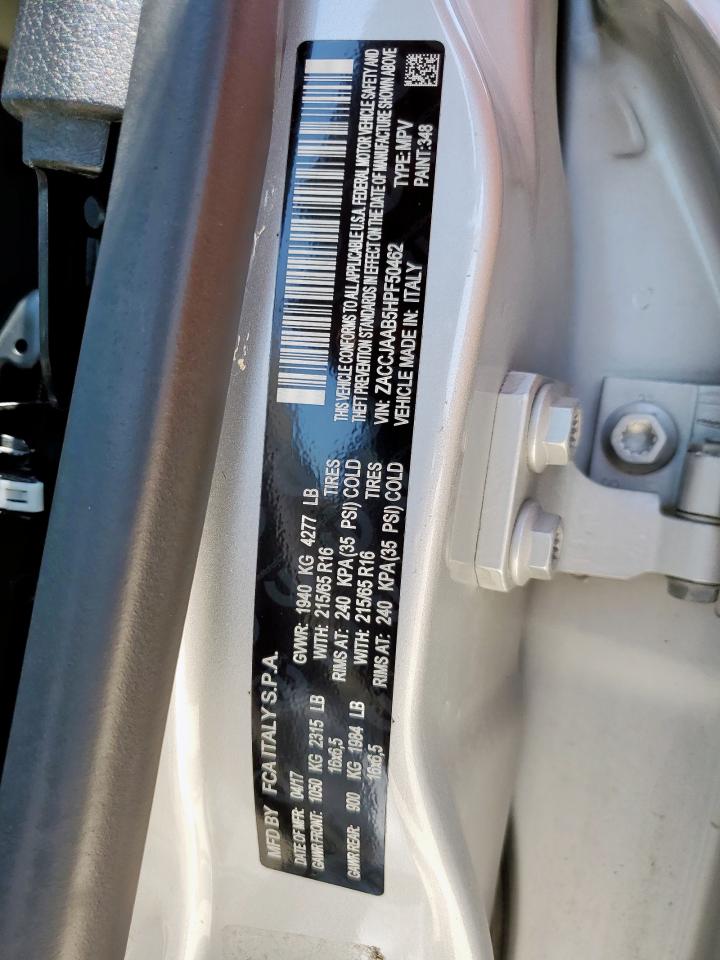 MFD BY FCA ITALY S.P.A.
DATE OF MFR: 04/17 GVWR: 1940 KG 4277 LB
GAWR FRONT: 1050 KG 2315 LB WITH: 215/65 R16 TIRES
16x6,5 RIMS AT: 240 KPA(35 PSI) COLD
GAWR REAR: 900 KG 1984 LB WITH: 215/65 R16 TIRES
16x6,5 RIMS AT: 240 KPA(35 PSI) COLD
THIS VEHICLE CONFORMS TO ALL APPLICABLE U.S.A. FEDERAL MOTOR VEHICLE SAFETY AND
THEFT PREVENTION STANDARDS IN EFFECT ON THE DATE OF MANUFACTURE SHOWN ABOVE
VIN: ZACCJAAB5HPF50462 TYPE:MPV
VEHICLE MADE IN: ITALY PAINT:348